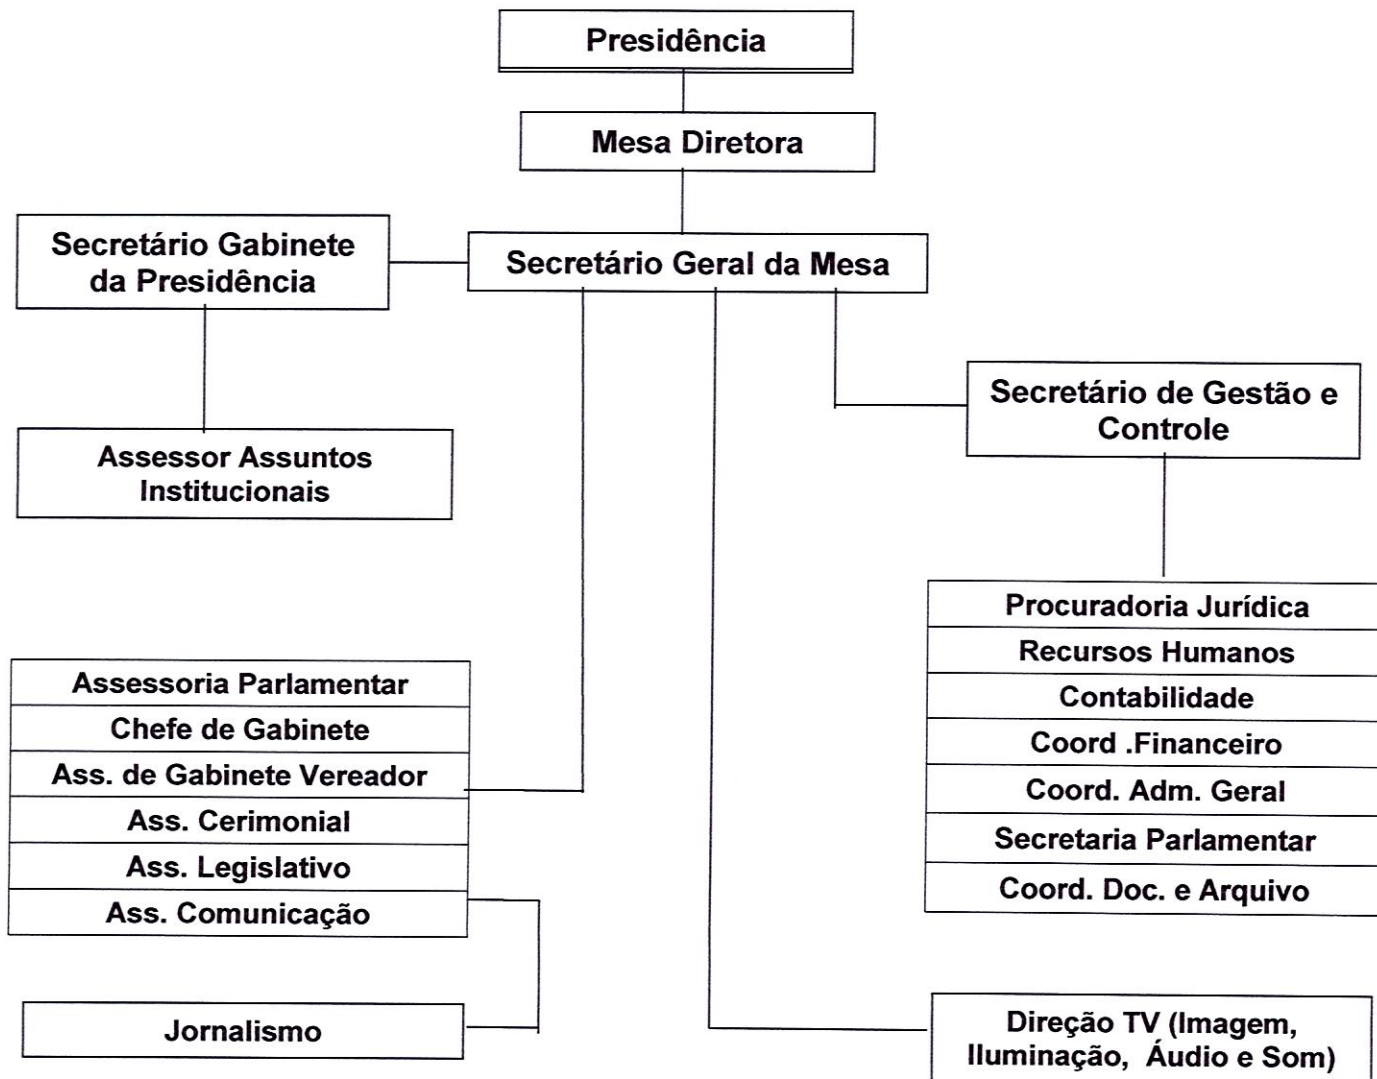 Presidência
Mesa Diretora
Secretário Gabinete
da Presidência
Secretário Geral da Mesa
Secretário de Gestão e
Controle
Assessor Assuntos
Institucionais
Procuradoria Jurídica
Recursos Humanos
Contabilidade
Coord .Financeiro
Coord. Adm. Geral
Secretaria Parlamentar
Coord. Doc. e Arquivo
Assessoria Parlamentar
Chefe de Gabinete
Ass. de Gabinete Vereador
Ass. Cerimonial
Ass. Legislativo
Ass. Comunicação
Jornalismo
Direção TV (Imagem,
Iluminação, Áudio e Som)